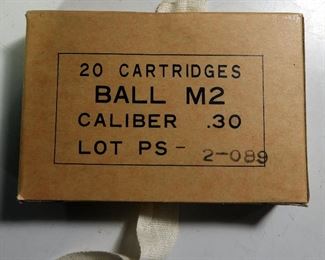 20 CARTRIDGES
BALL M2
CALIBER .30
LOT PS - 2-089